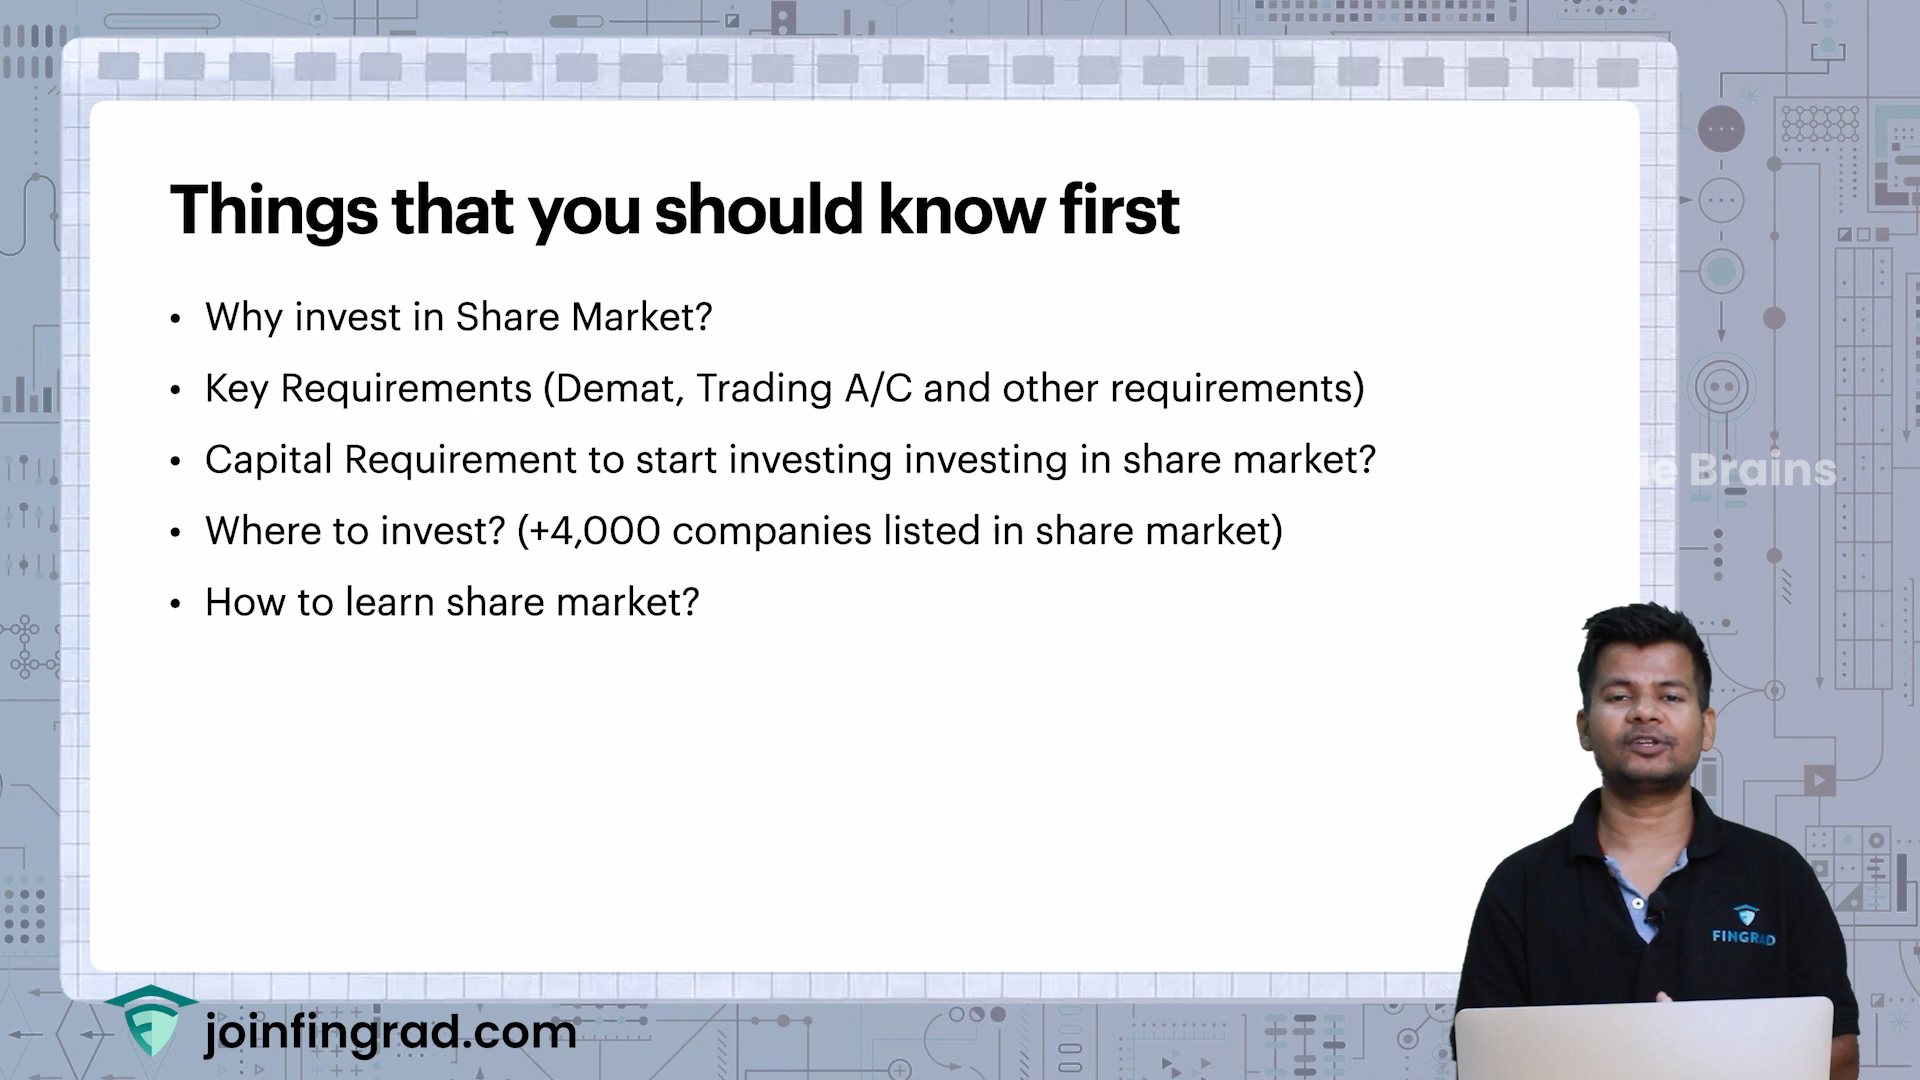 Things that you should know first
• Why invest in Share Market?
• Key Requirements (Demat, Trading A/C and other requirements)
• Capital Requirement to start investing investing in share market?
• Where to invest? (+4,000 companies listed in share market)
• How to learn share market?
Brains
FINGRAD
joinfingrad.com